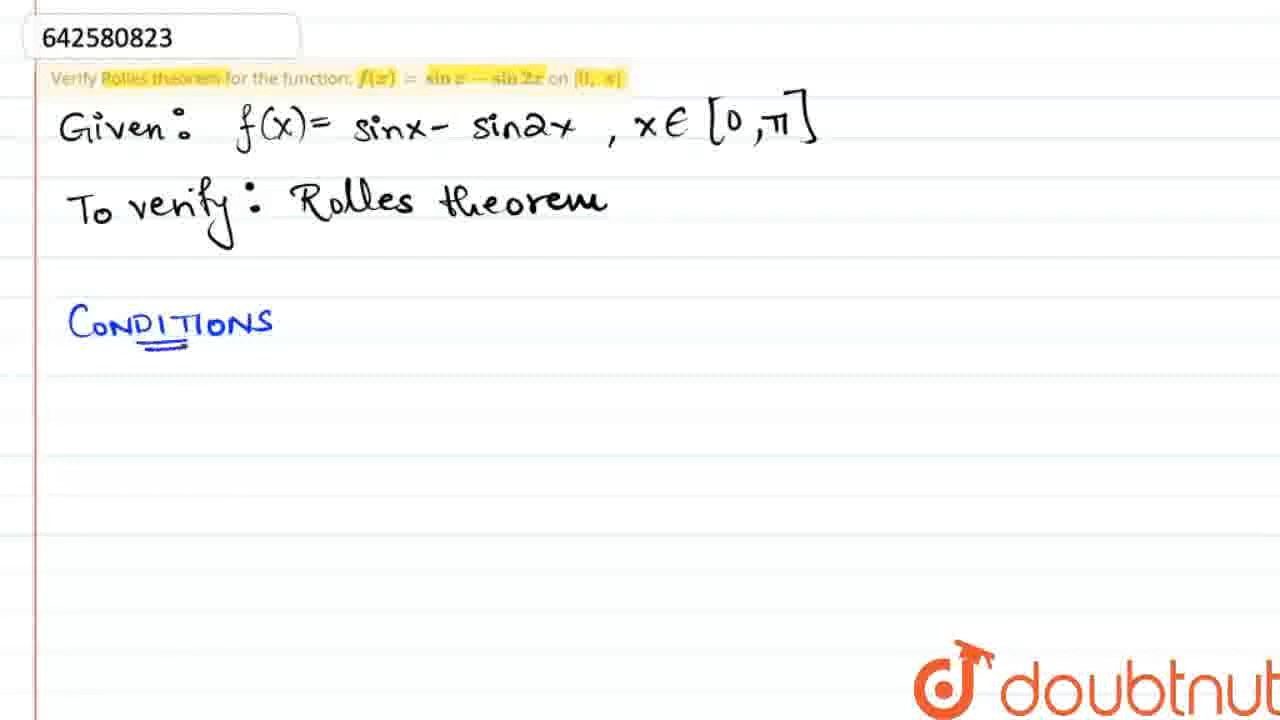 642580823
Verify Rolles theorem for the function: f(x) = sin x − sin 2x on [0, π]
Given: f(x)= sinx- sin2x , x∈ [0,π]
To verify: Rolles theorem
CONDITIONS
doubtnut